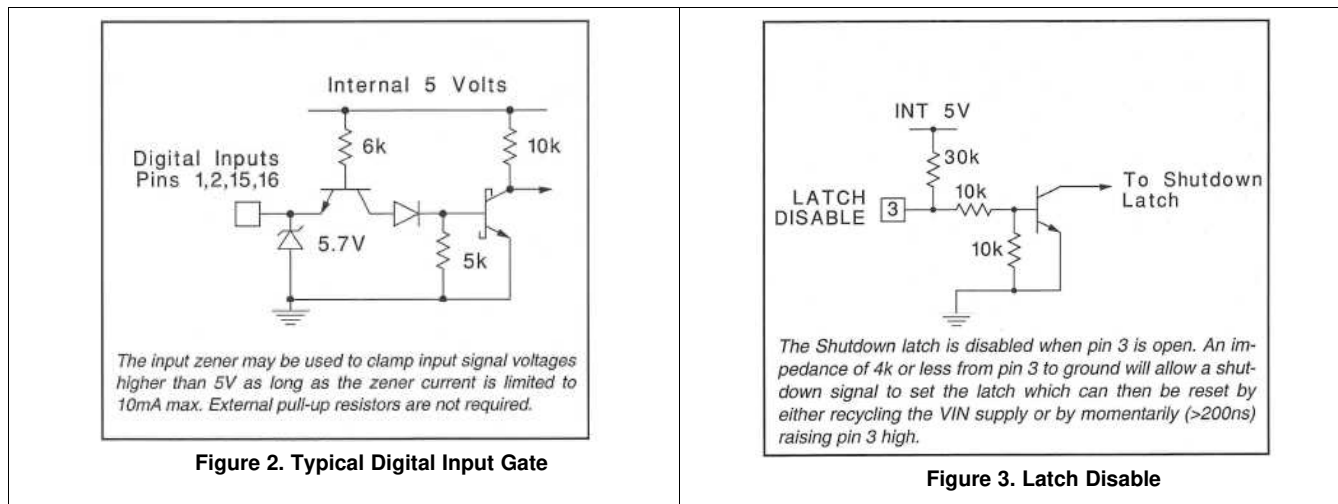 Internal 5 Volts
6k
10k
Digital Inputs
Pins 1,2,15,16
5.7V
5k
The input zener may be used to clamp input signal voltages
higher than 5V as long as the zener current is limited to
10mA max. External pull-up resistors are not required.
Figure 2. Typical Digital Input Gate
INT 5V
30k
10k
LATCH
DISABLE
3
To Shutdown
Latch
10k
The Shutdown latch is disabled when pin 3 is open. An im-
pedance of 4k or less from pin 3 to ground will allow a shut-
down signal to set the latch which can then be reset by
either recycling the VIN supply or by momentarily (>200ns)
raising pin 3 high.
Figure 3. Latch Disable